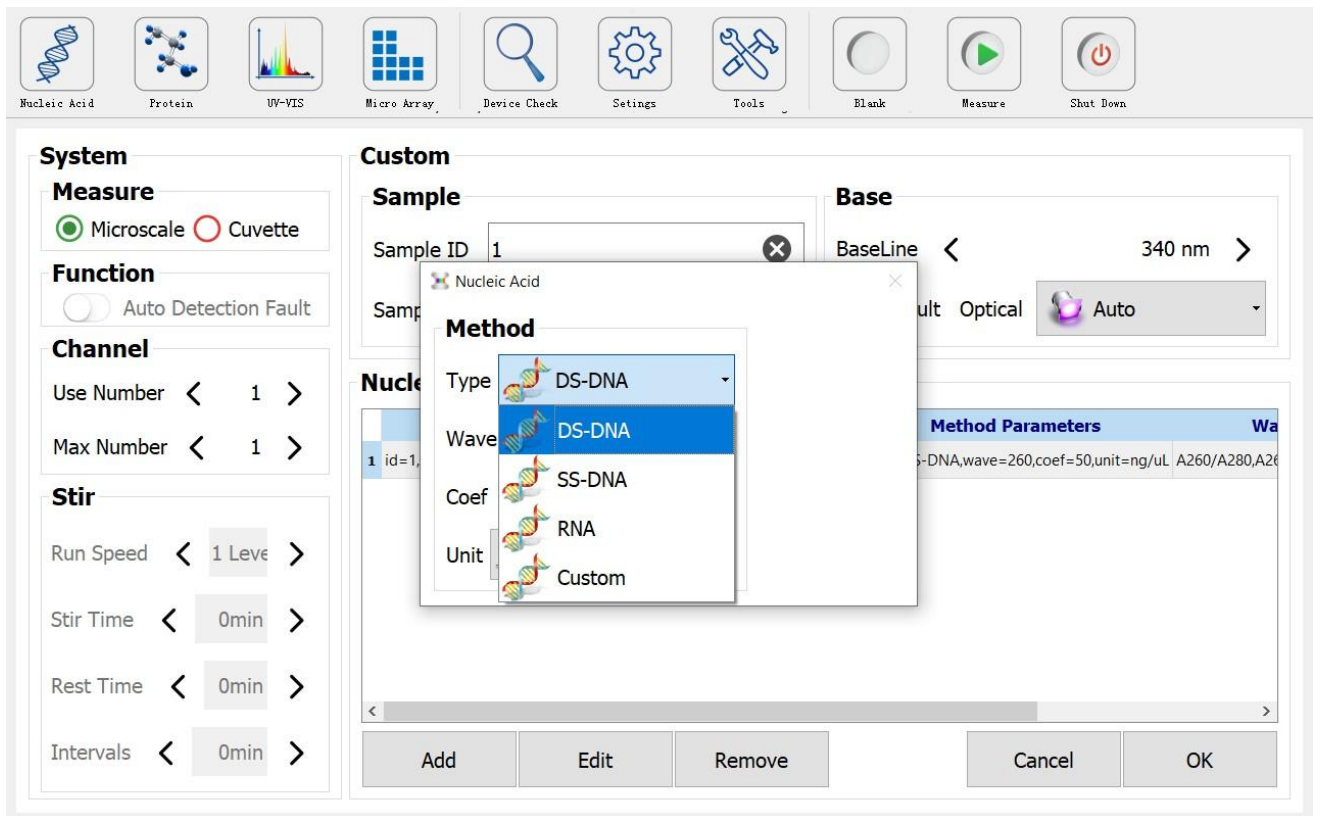 Nucleic Acid Protein UV-VIS Micro Array Device Check Setings Tools Blank Measure Shut Down
System
Measure
Microscale Cuvette
Function
Auto Detection Fault
Channel
Use Number 1
Max Number 1
Stir
Run Speed 1 Leve
Stir Time 0min
Rest Time 0min
Intervals 0min
Custom
Sample
Sample ID 1
Samp
Base
BaseLine 340 nm
ult Optical Auto
Nucle
Method Parameters Wa
1 id=1, S-DNA,wave=260,coef=50,unit=ng/uL A260/A280,A26
Nucleic Acid
Method
Type DS-DNA
Wave
Coef
Unit
DS-DNA
SS-DNA
RNA
Custom
Add Edit Remove Cancel OK